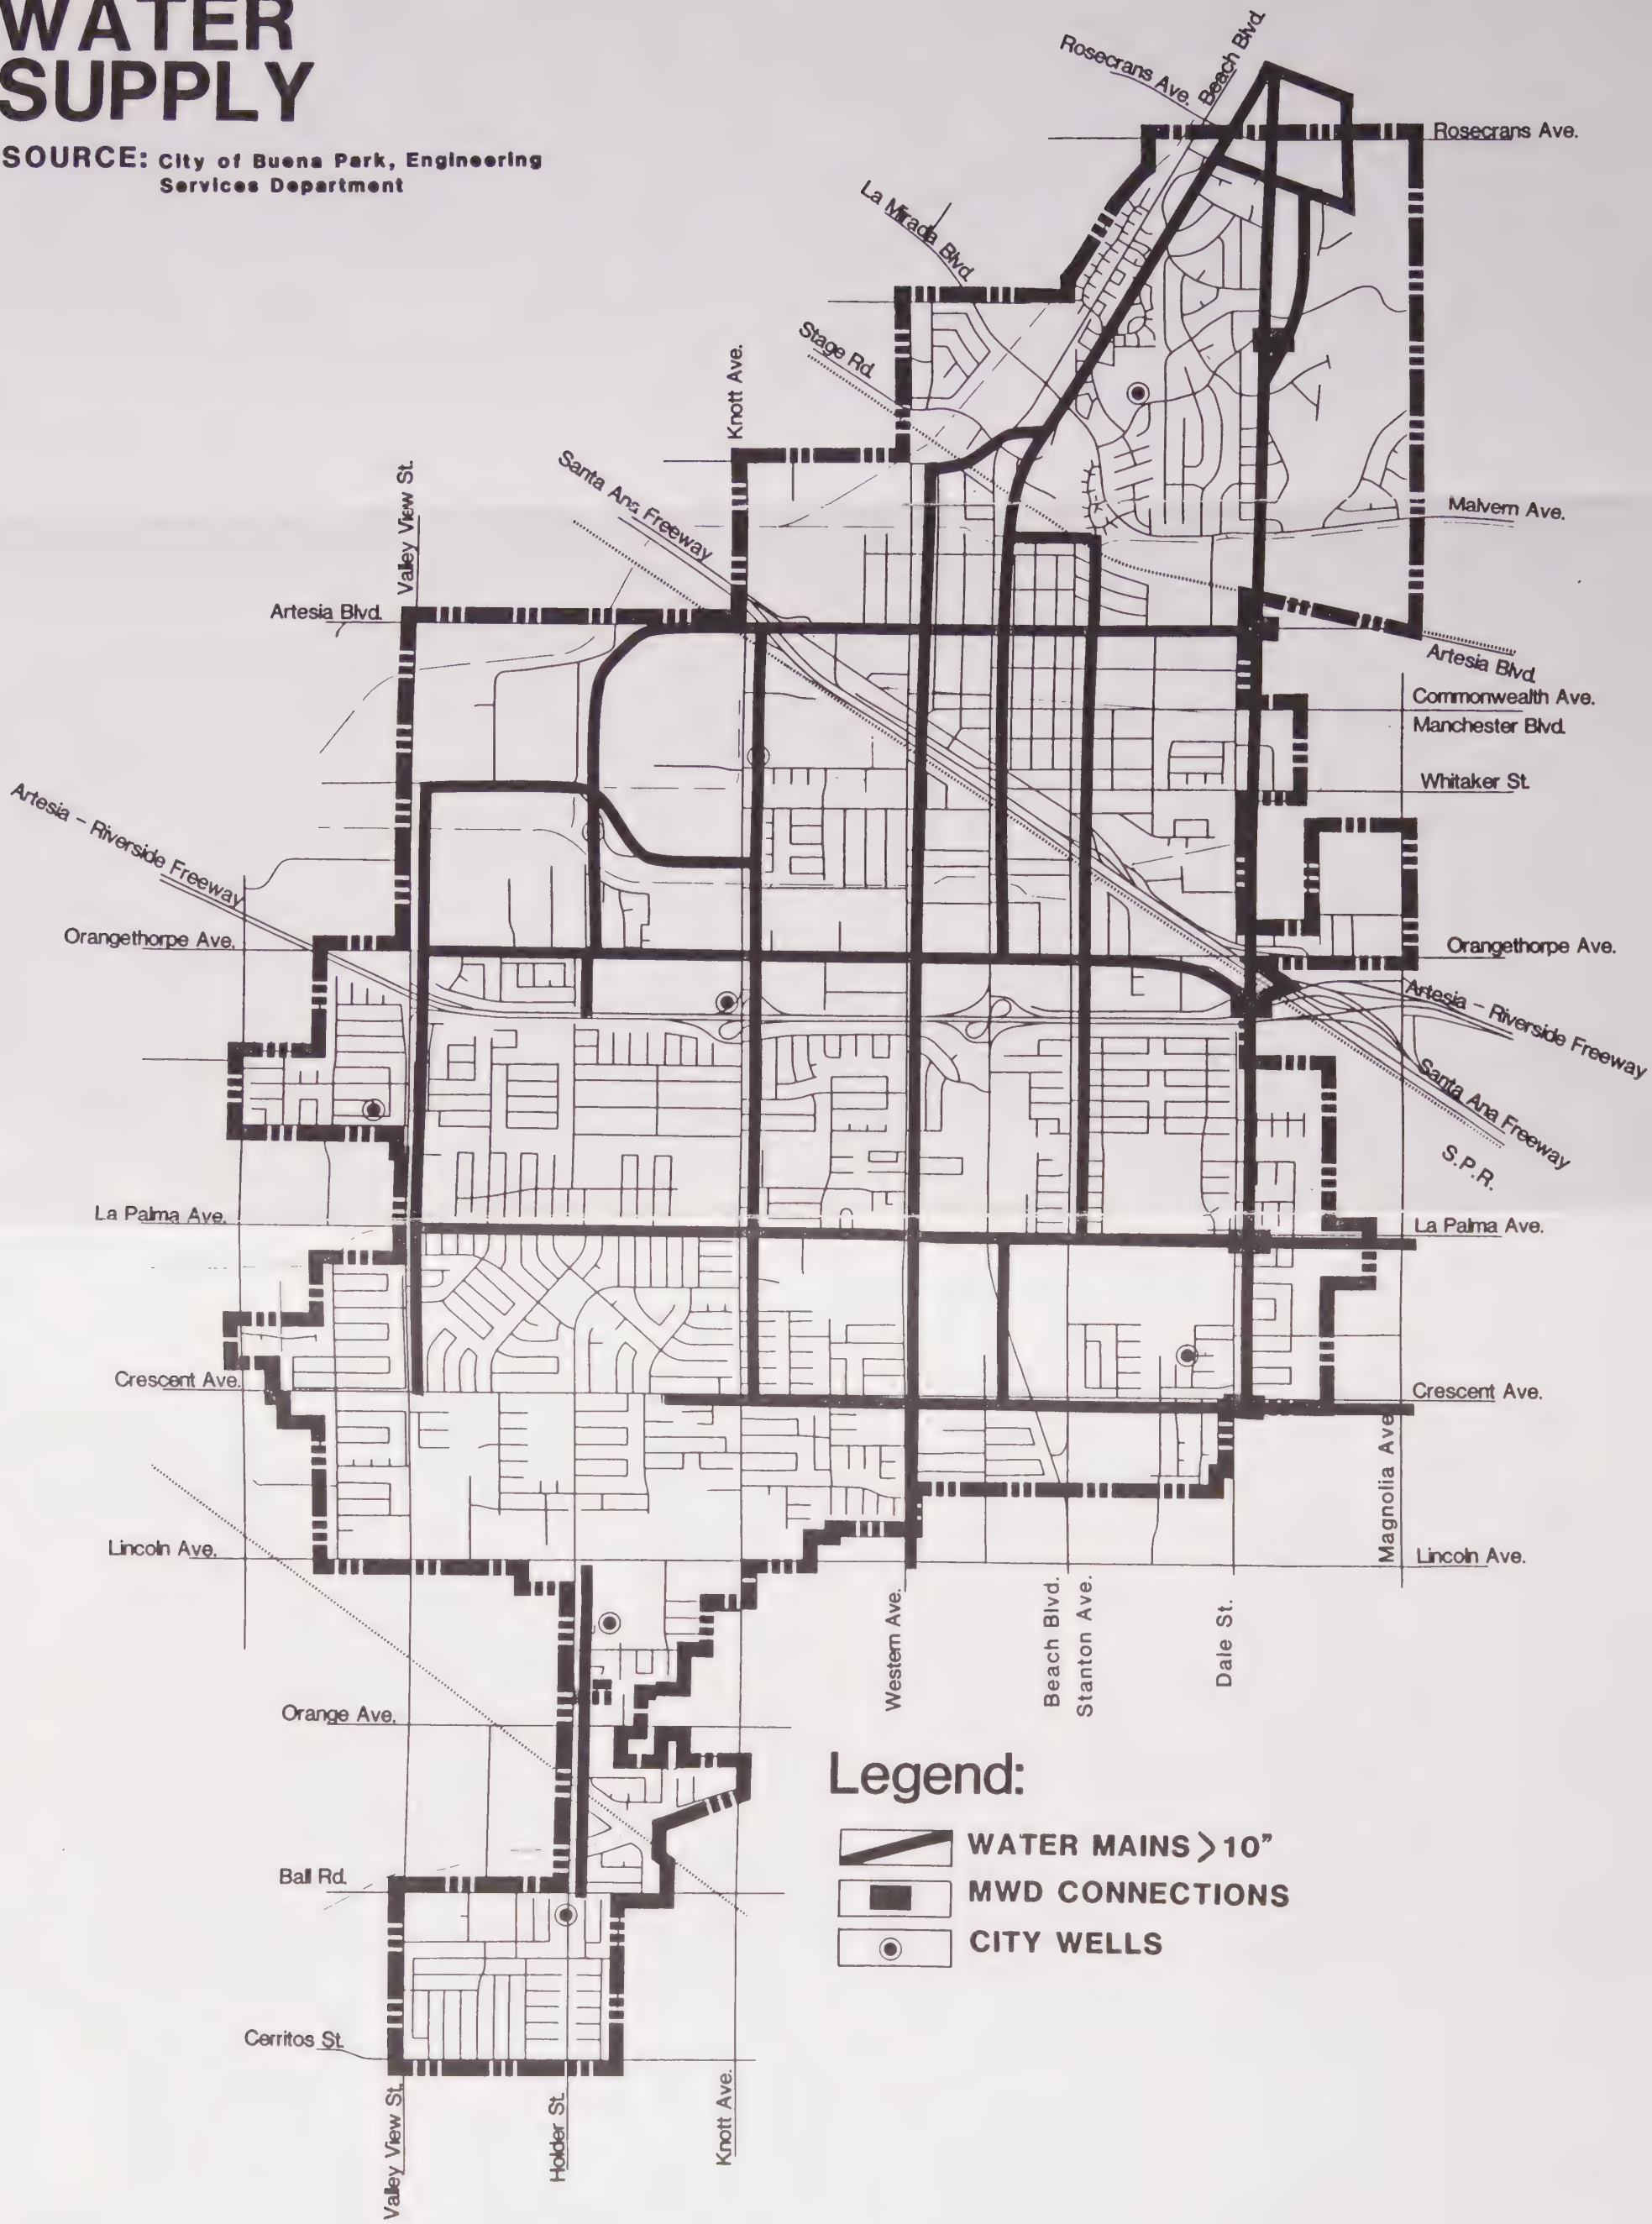 WATER
SUPPLY
SOURCE: City of Buena Park, Engineering
Services Department
Rosecrans Ave.
Beach Blvd.
Rosecrans Ave.
La Mirada Blvd.
Stage Rd.
Knott Ave.
Santa Ana Freeway
Valley View St.
Malvern Ave.
Artesia Blvd.
Artesia Blvd.
Commonwealth Ave.
Manchester Blvd.
Whitaker St.
Artesia - Riverside Freeway
Orangethorpe Ave.
Orangethorpe Ave.
Artesia - Riverside Freeway
Santa Ana Freeway
S.P.R.
La Palma Ave.
La Palma Ave.
Crescent Ave.
Crescent Ave.
Magnolia Ave.
Lincoln Ave.
Lincoln Ave.
Western Ave.
Beach Blvd.
Stanton Ave.
Dale St.
Orange Ave.
Legend:
WATER MAINS >10"
MWD CONNECTIONS
CITY WELLS
Ball Rd.
Cerritos St.
Valley View St.
Holder St.
Knott Ave.